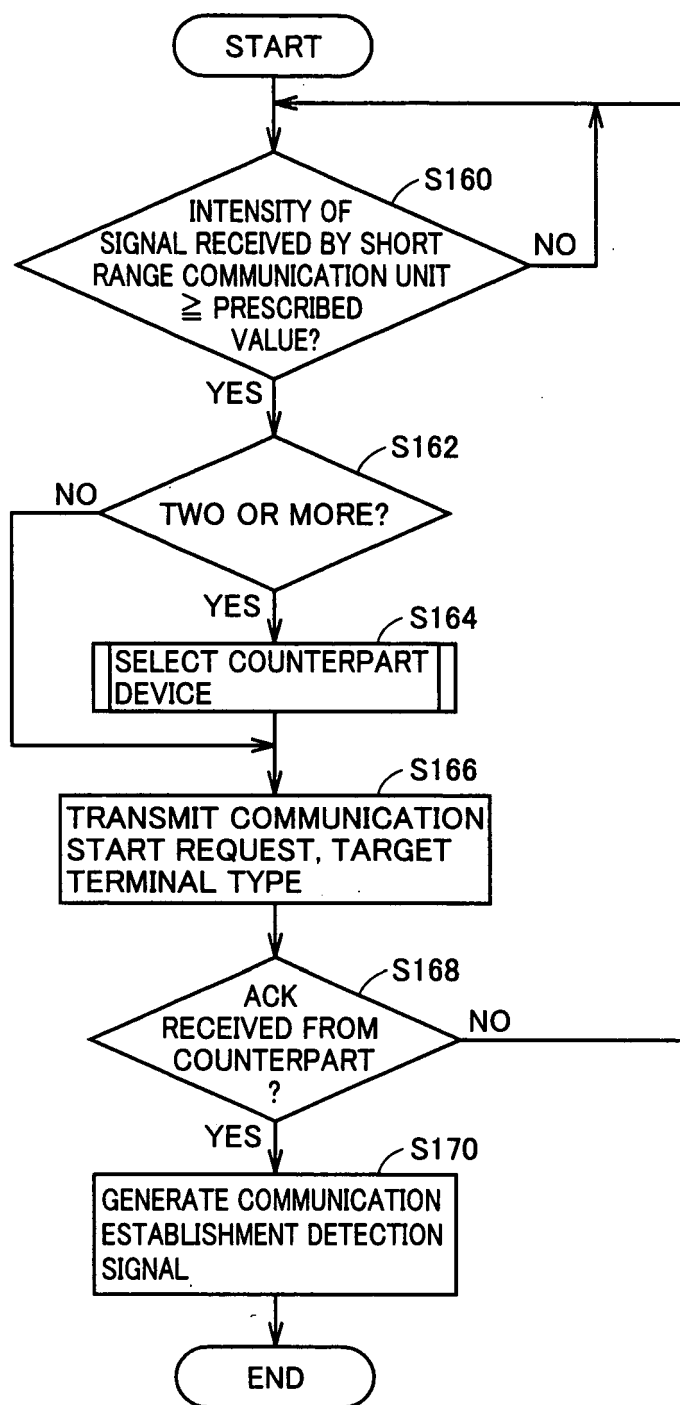 START
S160
INTENSITY OF
SIGNAL RECEIVED BY SHORT
RANGE COMMUNICATION UNIT
≧ PRESCRIBED
VALUE?
NO
YES
S162
NO
TWO OR MORE?
YES
S164
SELECT COUNTERPART
DEVICE
S166
TRANSMIT COMMUNICATION
START REQUEST, TARGET
TERMINAL TYPE
S168
ACK
RECEIVED FROM
COUNTERPART
?
NO
YES
S170
GENERATE COMMUNICATION
ESTABLISHMENT DETECTION
SIGNAL
END